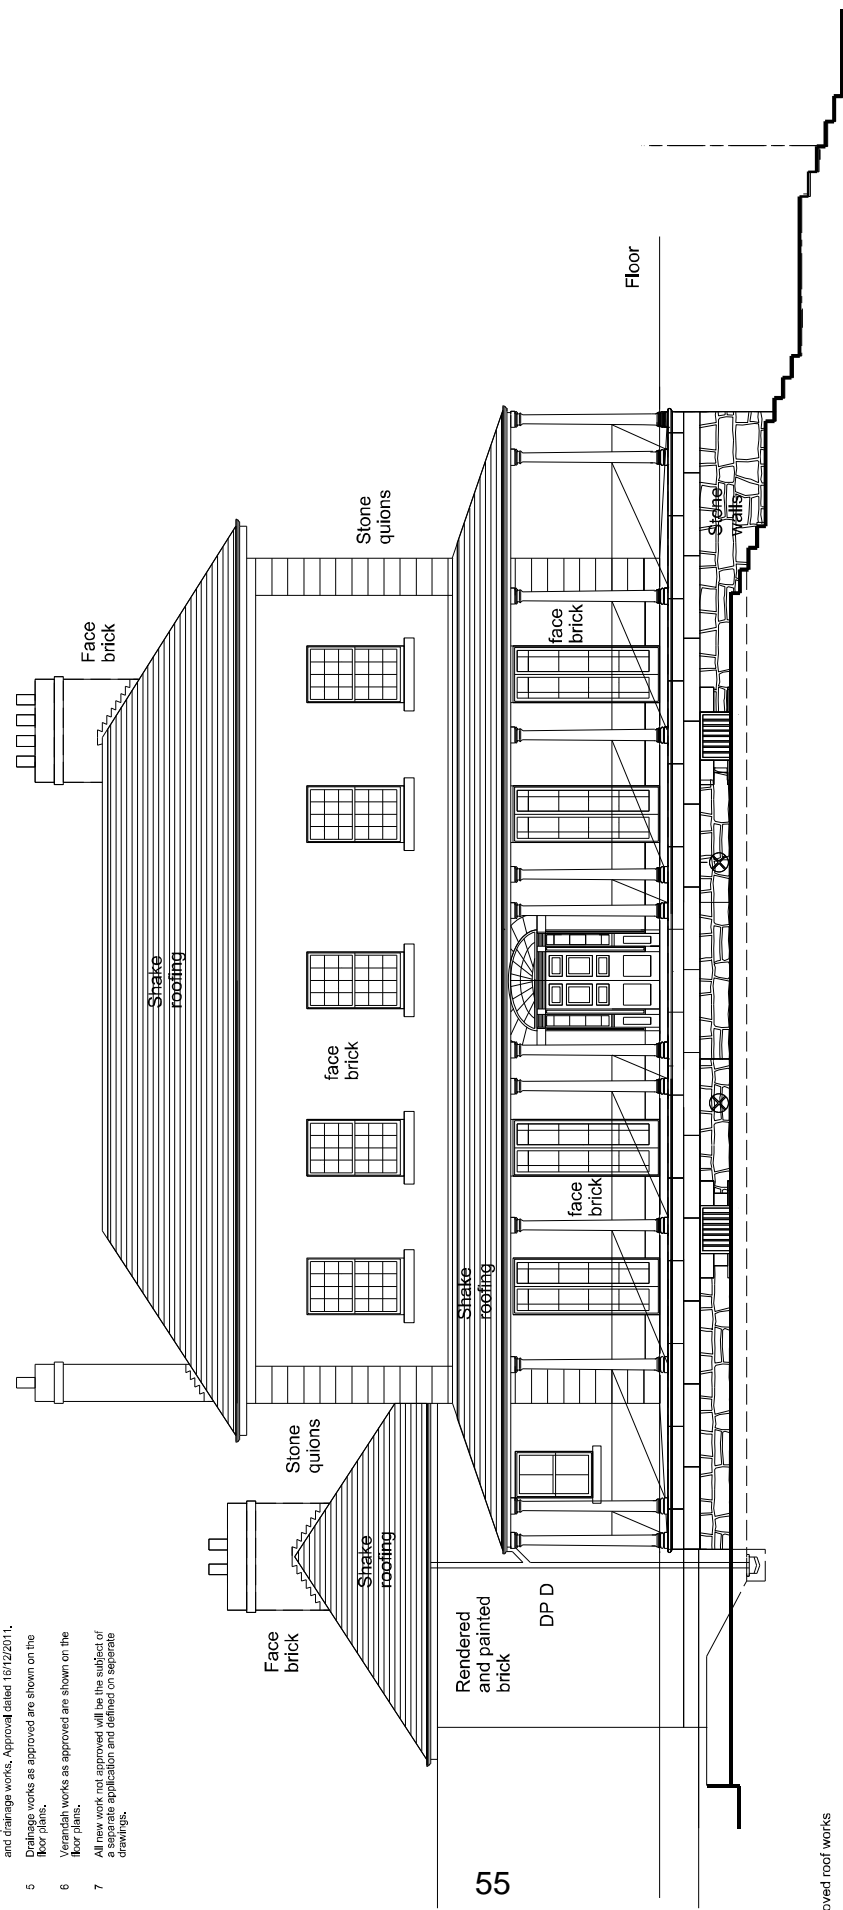 and drainage works. Approval dated 16/12/2011.
5 Drainage works as approved are shown on the
floor plans.
6 Verandah works as approved are shown on the
floor plans.
7 All new work not approved will be the subject of
a separate application and defined on seperate
drawings.
Face
brick
Shake
roofing
Stone
quions
face
brick
Stone
quions
Face
brick
Shake
roofing
Shake
roofing
Rendered
and painted
brick
DP D
face
brick
face
brick
Floor
Stone
walls
55
oved roof works